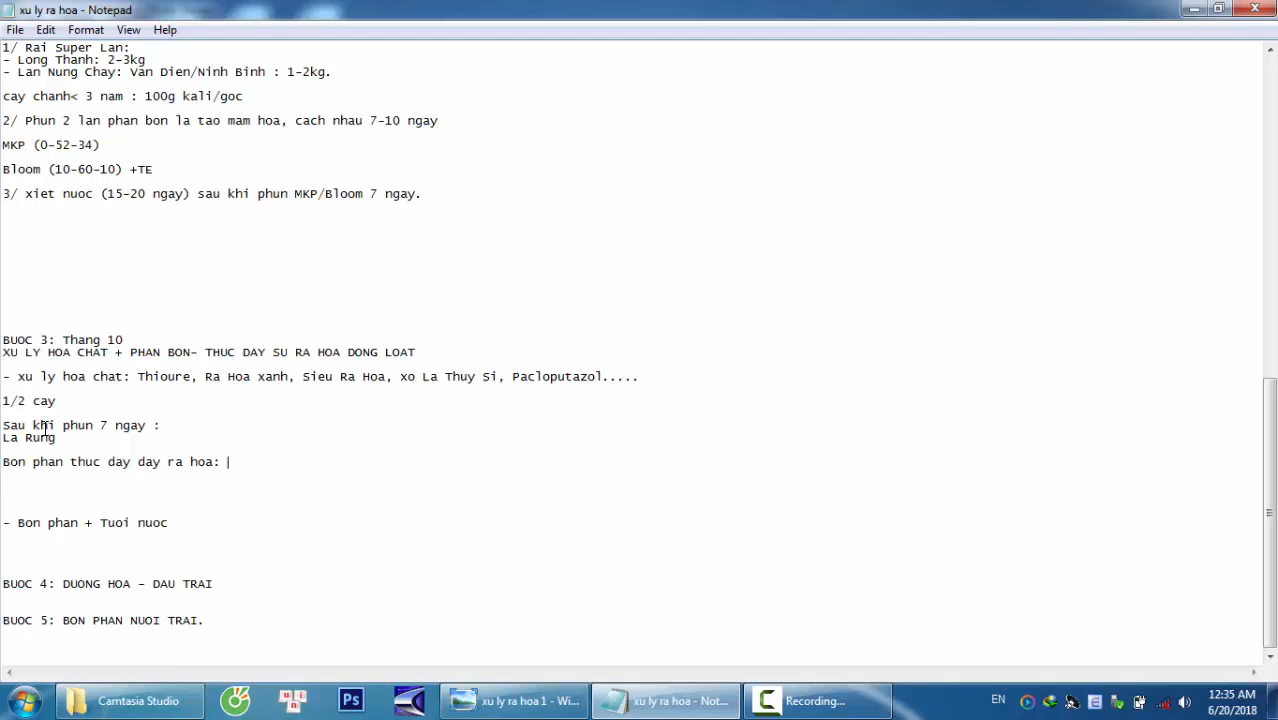 xu ly ra hoa - Notepad
File Edit Format View Help
1/ Rai Super Lan:
- Long Thanh: 2-3kg
- Lan Nung Chay: Van Dien/Ninh Binh : 1-2kg.
cay chanh< 3 nam : 100g kali/goc
2/ Phun 2 lan phan bon la tao mam hoa, cach nhau 7-10 ngay
MKP (0-52-34)
Bloom (10-60-10) +TE
3/ xiet nuoc (15-20 ngay) sau khi phun MKP/Bloom 7 ngay.
BUOC 3: Thang 10
XU LY HOA CHAT + PHAN BON- THUC DAY SU RA HOA DONG LOAT
- xu ly hoa chat: Thioure, Ra Hoa xanh, Sieu Ra Hoa, xo La Thuy Si, Pacloputazol.....
1/2 cay
Sau khi phun 7 ngay :
La Rung
Bon phan thuc day day ra hoa:
- Bon phan + Tuoi nuoc
BUOC 4: DUONG HOA - DAU TRAI
BUOC 5: BON PHAN NUOI TRAI.
Camtasia Studio
Ps
xu ly ra hoa 1 - Wi...
xu ly ra hoa - Not...
Recording...
EN
12:35 AM
6/20/2018